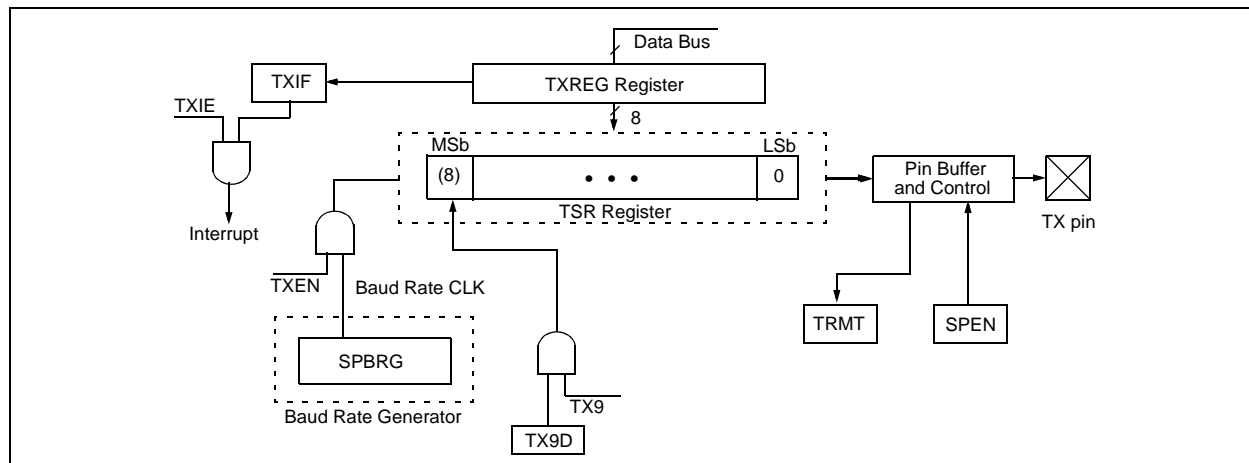 Data Bus
TXIF
TXREG Register
TXIE
8
MSb
LSb
(8)
• • •
0
Pin Buffer
and Control
TSR Register
TX pin
Interrupt
TXEN
Baud Rate CLK
TRMT
SPEN
SPBRG
TX9
Baud Rate Generator
TX9D